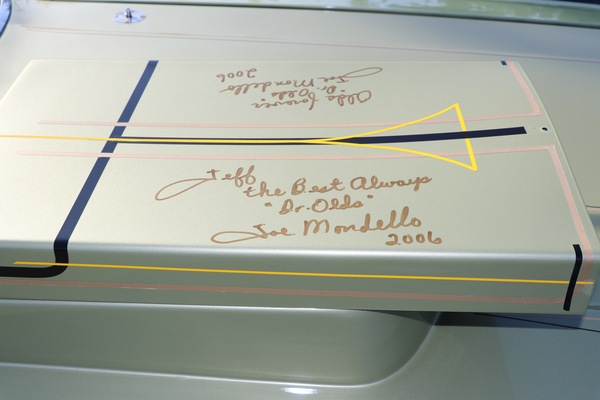 Olds forever
"Dr. Olds"
Joe Mondello
2006
Jeff
the Best Always
"Dr. Olds"
Joe Mondello
2006